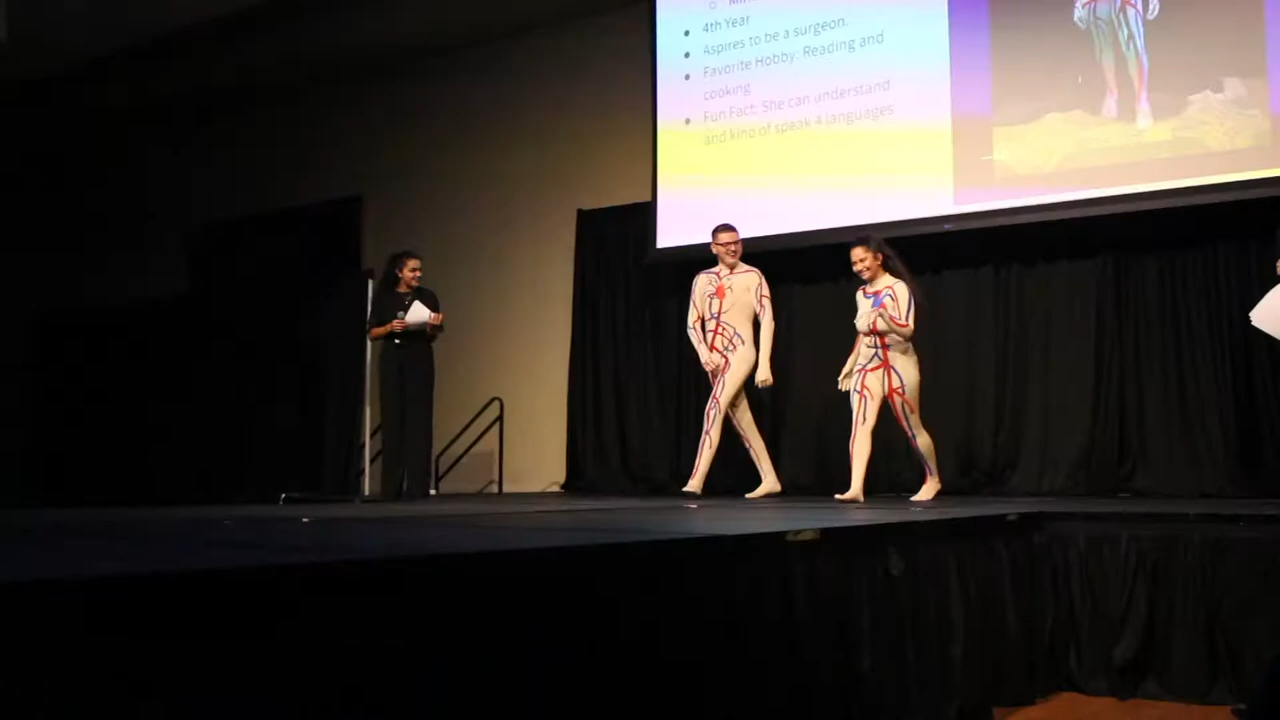 4th Year
Aspires to be a surgeon.
Favorite Hobby: Reading and
cooking
Fun Fact: She can understand
and kind of speak 4 languages